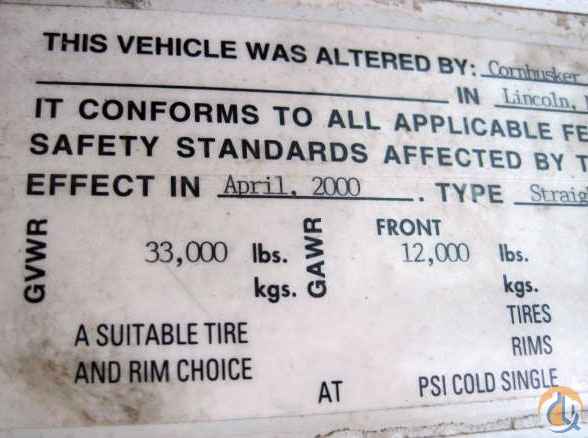 THIS VEHICLE WAS ALTERED BY: Cornhusker
IN Lincoln,
IT CONFORMS TO ALL APPLICABLE FE
SAFETY STANDARDS AFFECTED BY T
EFFECT IN April, 2000. TYPE Straig
GVWR 33,000 lbs. GAWR FRONT 12,000 lbs.
kgs. kgs.
TIRES
A SUITABLE TIRE RIMS
AND RIM CHOICE
AT PSI COLD SINGLE